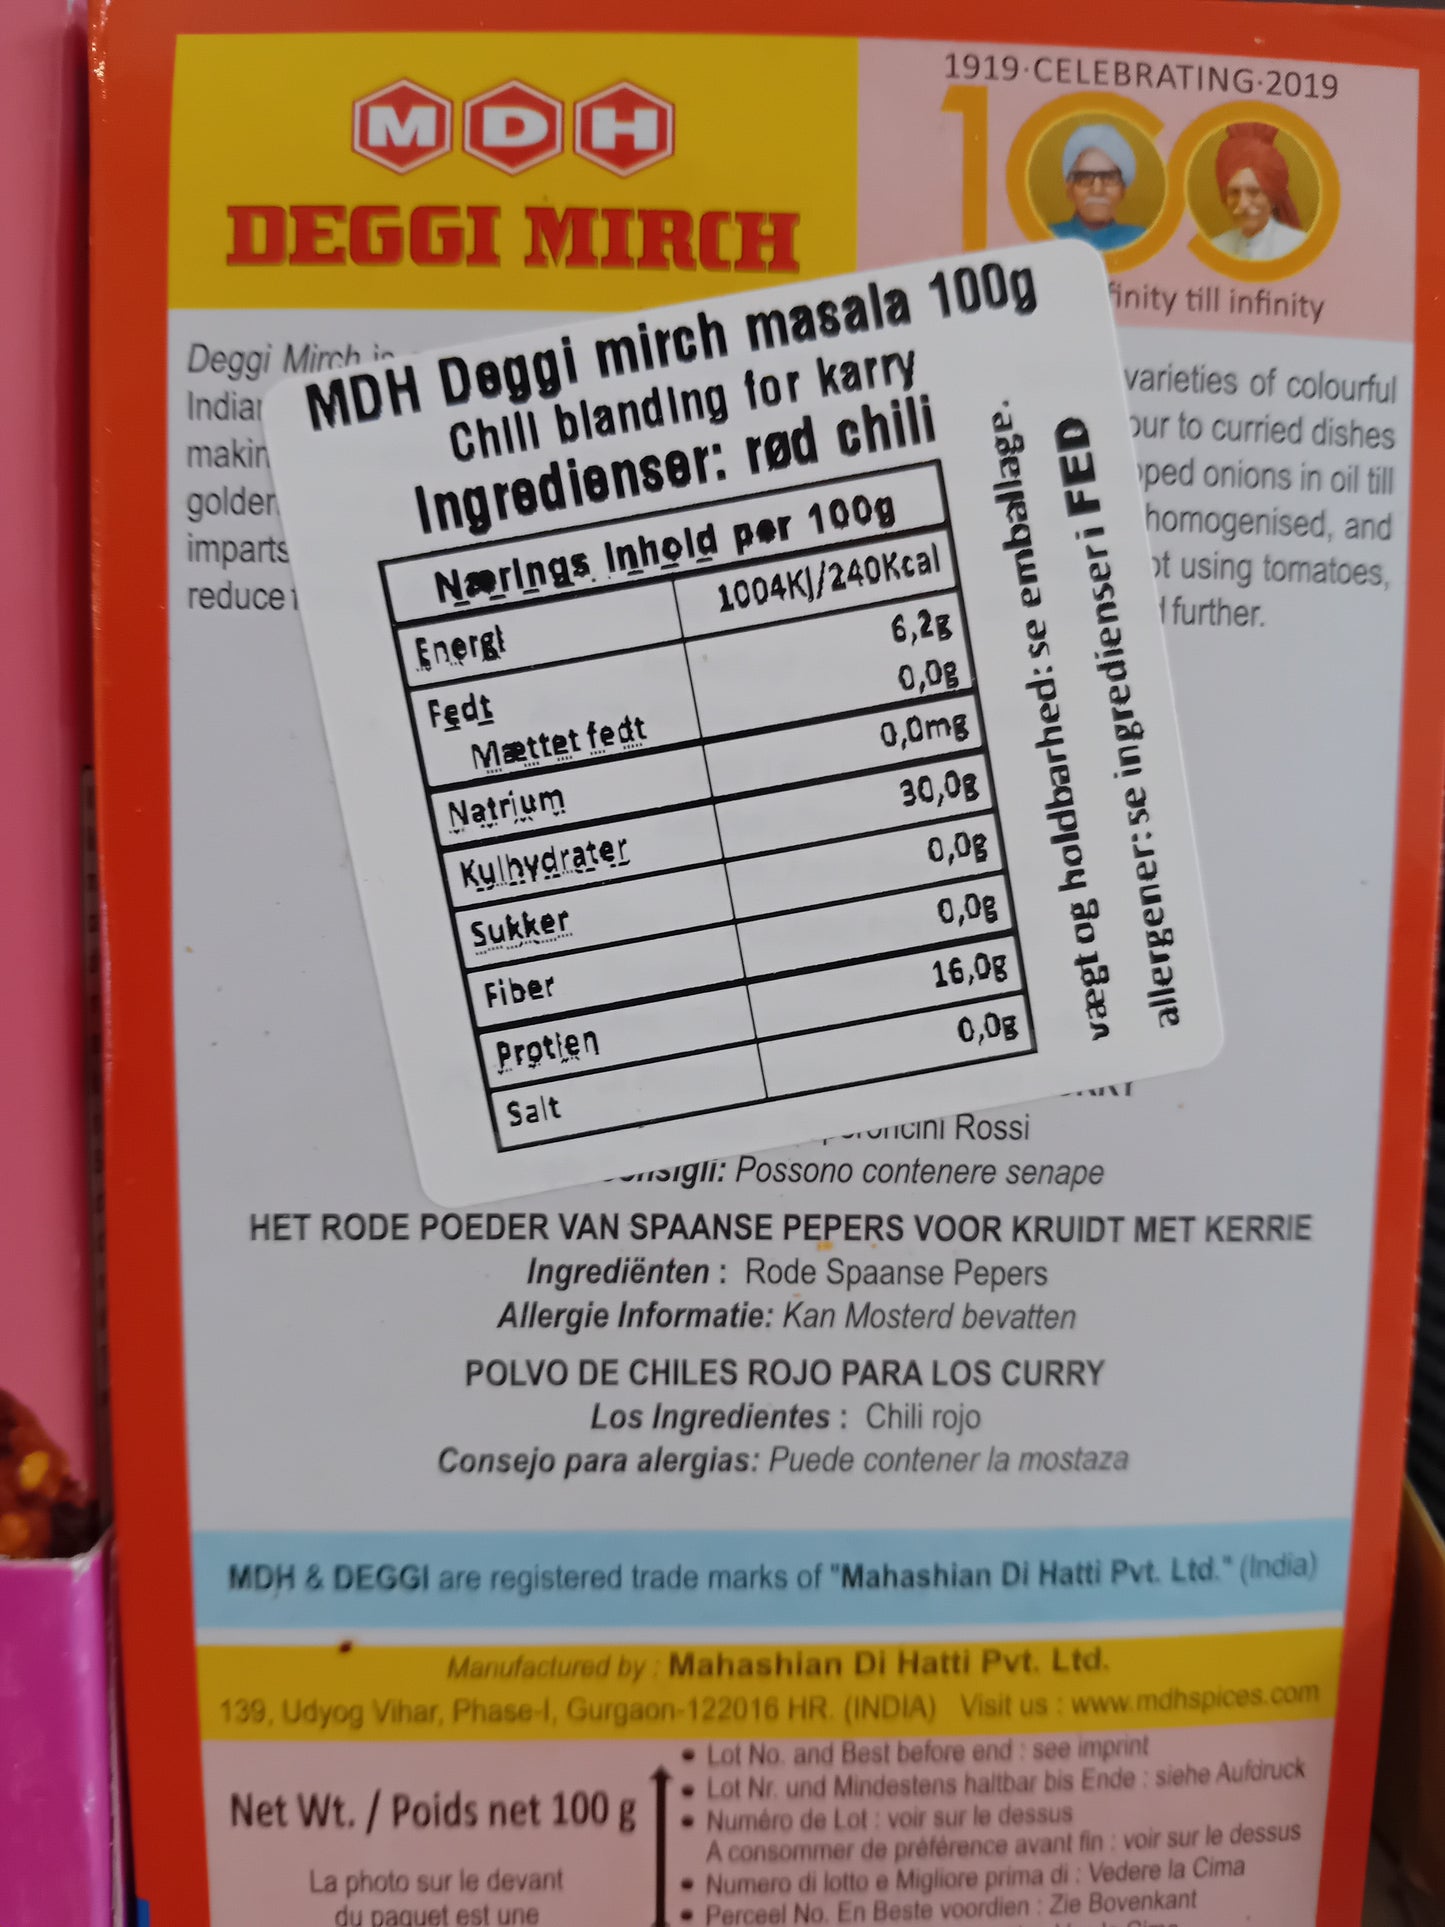 MDH
DEGGI MIRCH
1919·CELEBRATING·2019
100
till infinity
Deggi Mirch
varieties of colourful
to curried dishes
onions in oil till
golden
homogenised, and
imparts
using tomatoes,
reduce
further.
MDH Deggi mirch masala 100g
Chili blanding for karry
Ingredienser: rød chili
Nærings inhold per 100g
Energi 1004KJ/240Kcal
Fedt 6,2g
Mættet fedt 0,0g
Natrium 0,0mg
Kulhydrater 30,0g
Sukker 0,0g
Fiber 0,0g
Protien 16,0g
Salt 0,0g
vægt og holdbarhed: se embellage.
allergener: se ingredienser i FED
Rossi
Possono contenere senape
HET RODE POEDER VAN SPAANSE PEPERS VOOR KRUIDT MET KERRIE
Ingrediënten : Rode Spaanse Pepers
Allergie Informatie: Kan Mosterd bevatten
POLVO DE CHILES ROJO PARA LOS CURRY
Los Ingredientes : Chili rojo
Consejo para alergias: Puede contener la mostaza
MDH & DEGGI are registered trade marks of "Mahashian Di Hatti Pvt. Ltd." (India)
Manufactured by : Mahashian Di Hatti Pvt. Ltd.
139, Udyog Vihar, Phase-I, Gurgaon-122016 HR. (INDIA) Visit us : www.mdhspices.com
Net Wt. / Poids net 100 g
La photo sur le devant
du paquet est une
• Lot No. and Best before end : see imprint
• Lot Nr. und Mindestens haltbar bis Ende : siehe Aufdruck
• Numéro de Lot : voir sur le dessus
A consommer de préférence avant fin : voir sur le dessus
• Numero di lotto e Migliore prima di : Vedere la Cima
• Perceel No. En Beste voordien : Zie Bovenkant